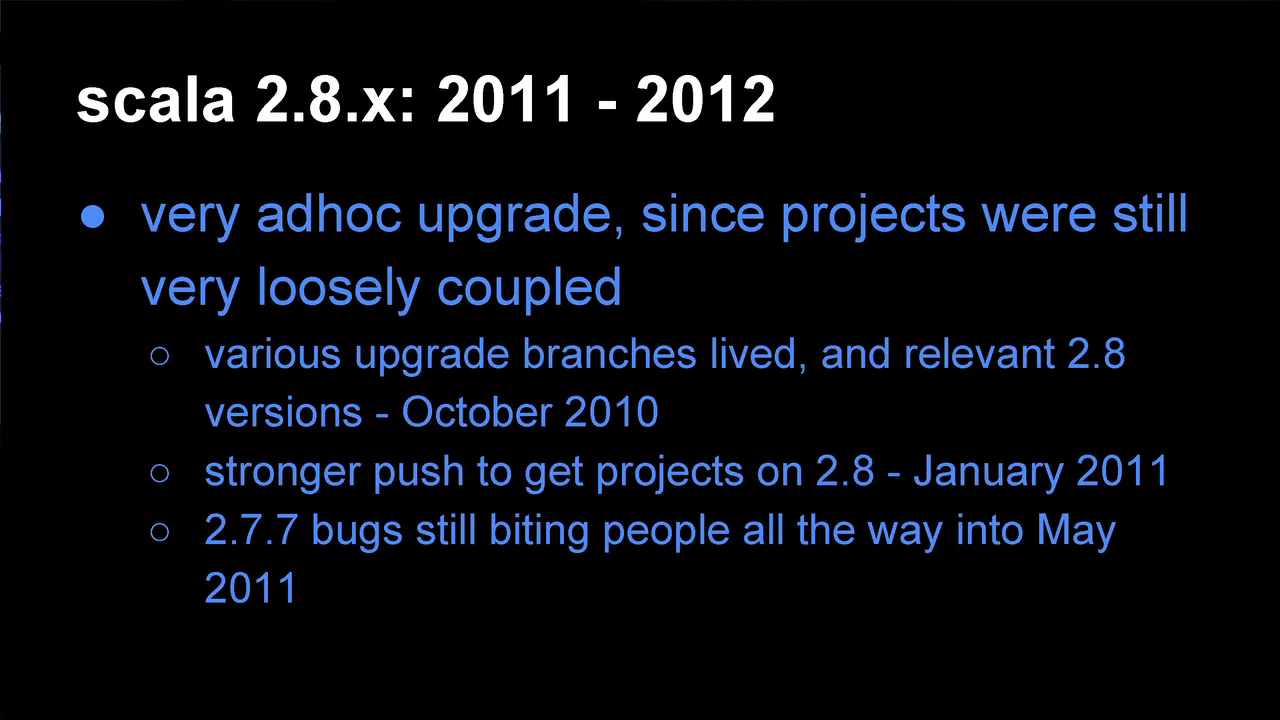 scala 2.8.x: 2011 - 2012
● very adhoc upgrade, since projects were still
very loosely coupled
○ various upgrade branches lived, and relevant 2.8
versions - October 2010
○ stronger push to get projects on 2.8 - January 2011
○ 2.7.7 bugs still biting people all the way into May
2011